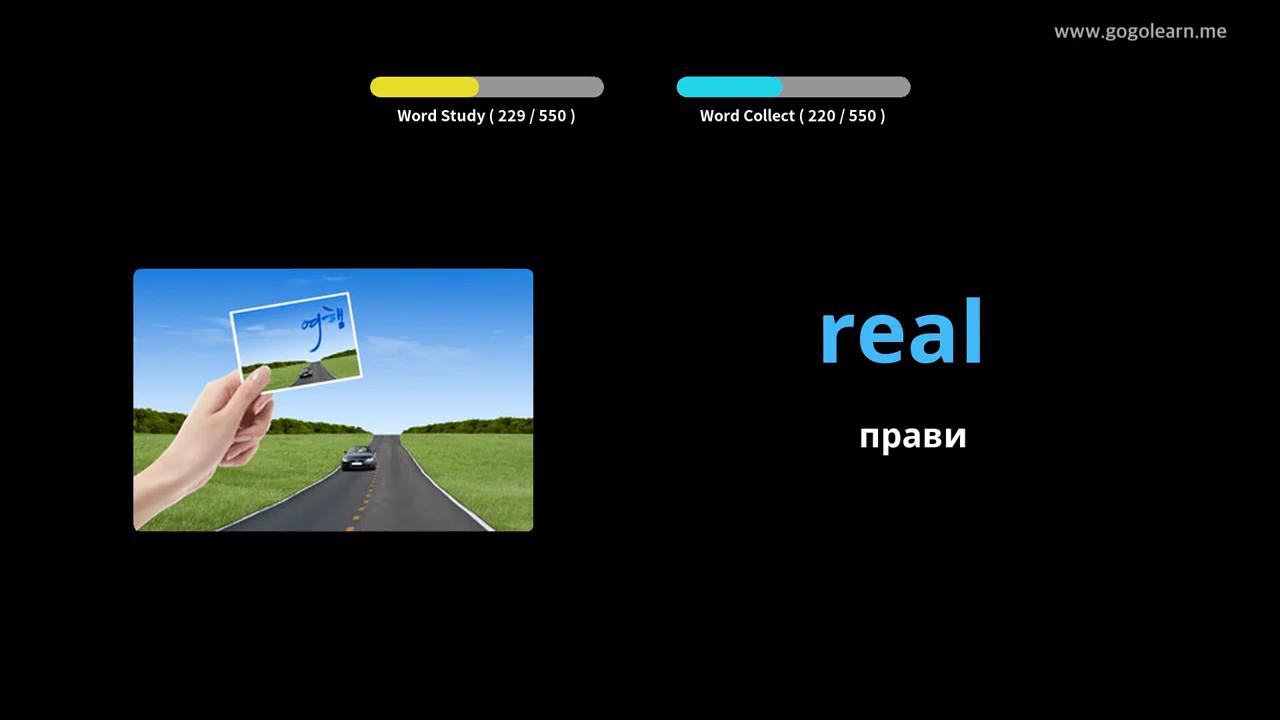 www.gogolearn.me
Word Study ( 229 / 550 )
Word Collect ( 220 / 550 )
여행
real
прави